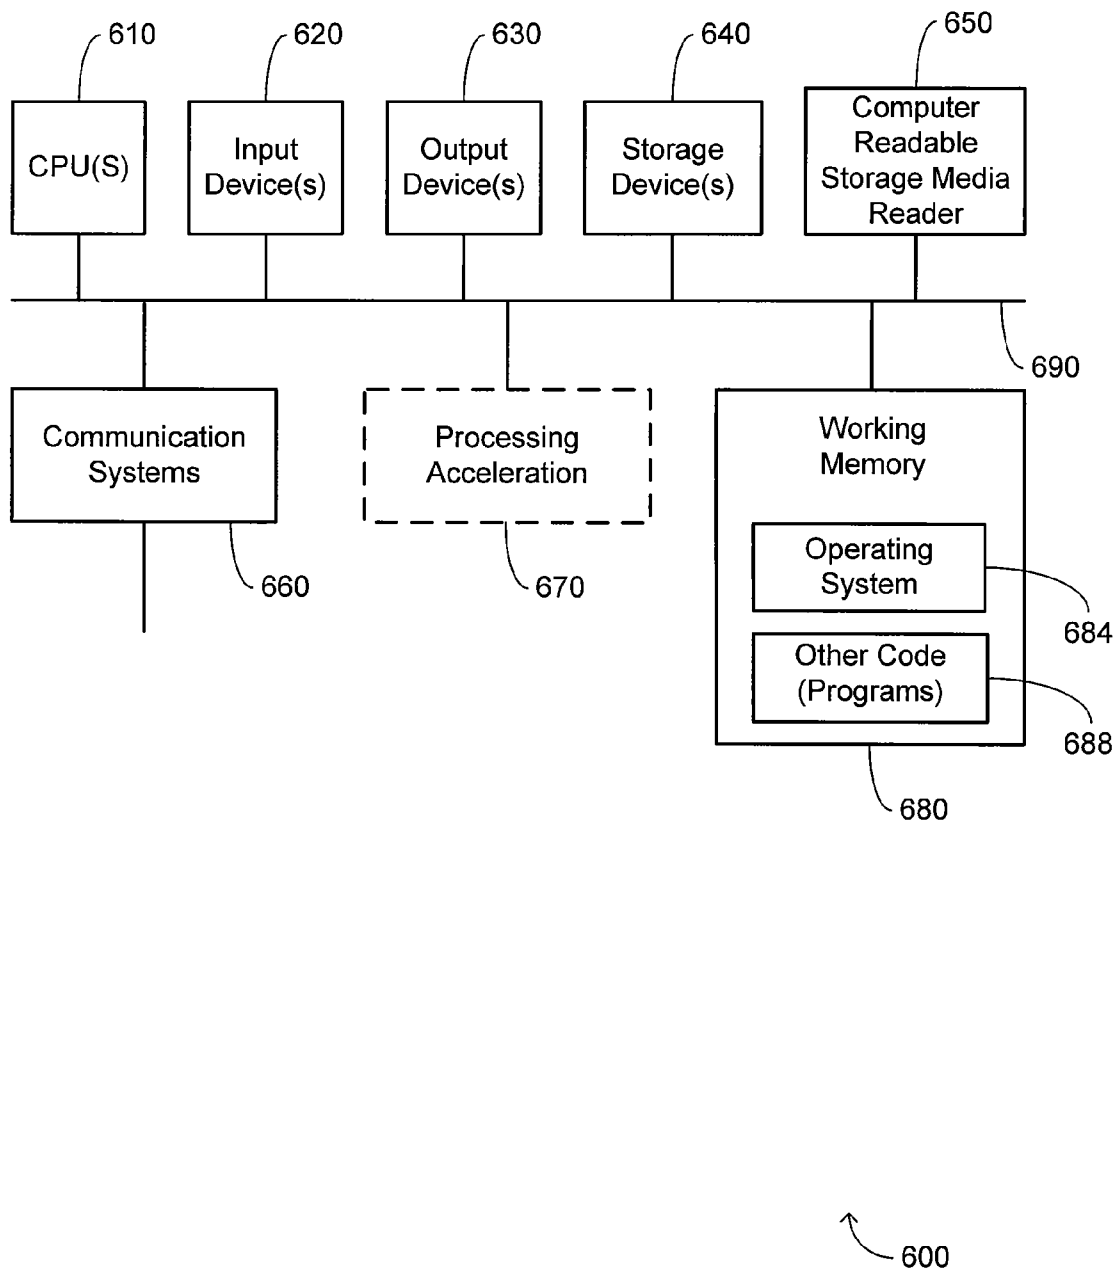 610
620
630
640
650
CPU(S)
Input
Device(s)
Output
Device(s)
Storage
Device(s)
Computer
Readable
Storage Media
Reader
690
Communication
Systems
660
Processing
Acceleration
670
Working
Memory
Operating
System
684
Other Code
(Programs)
688
680
600